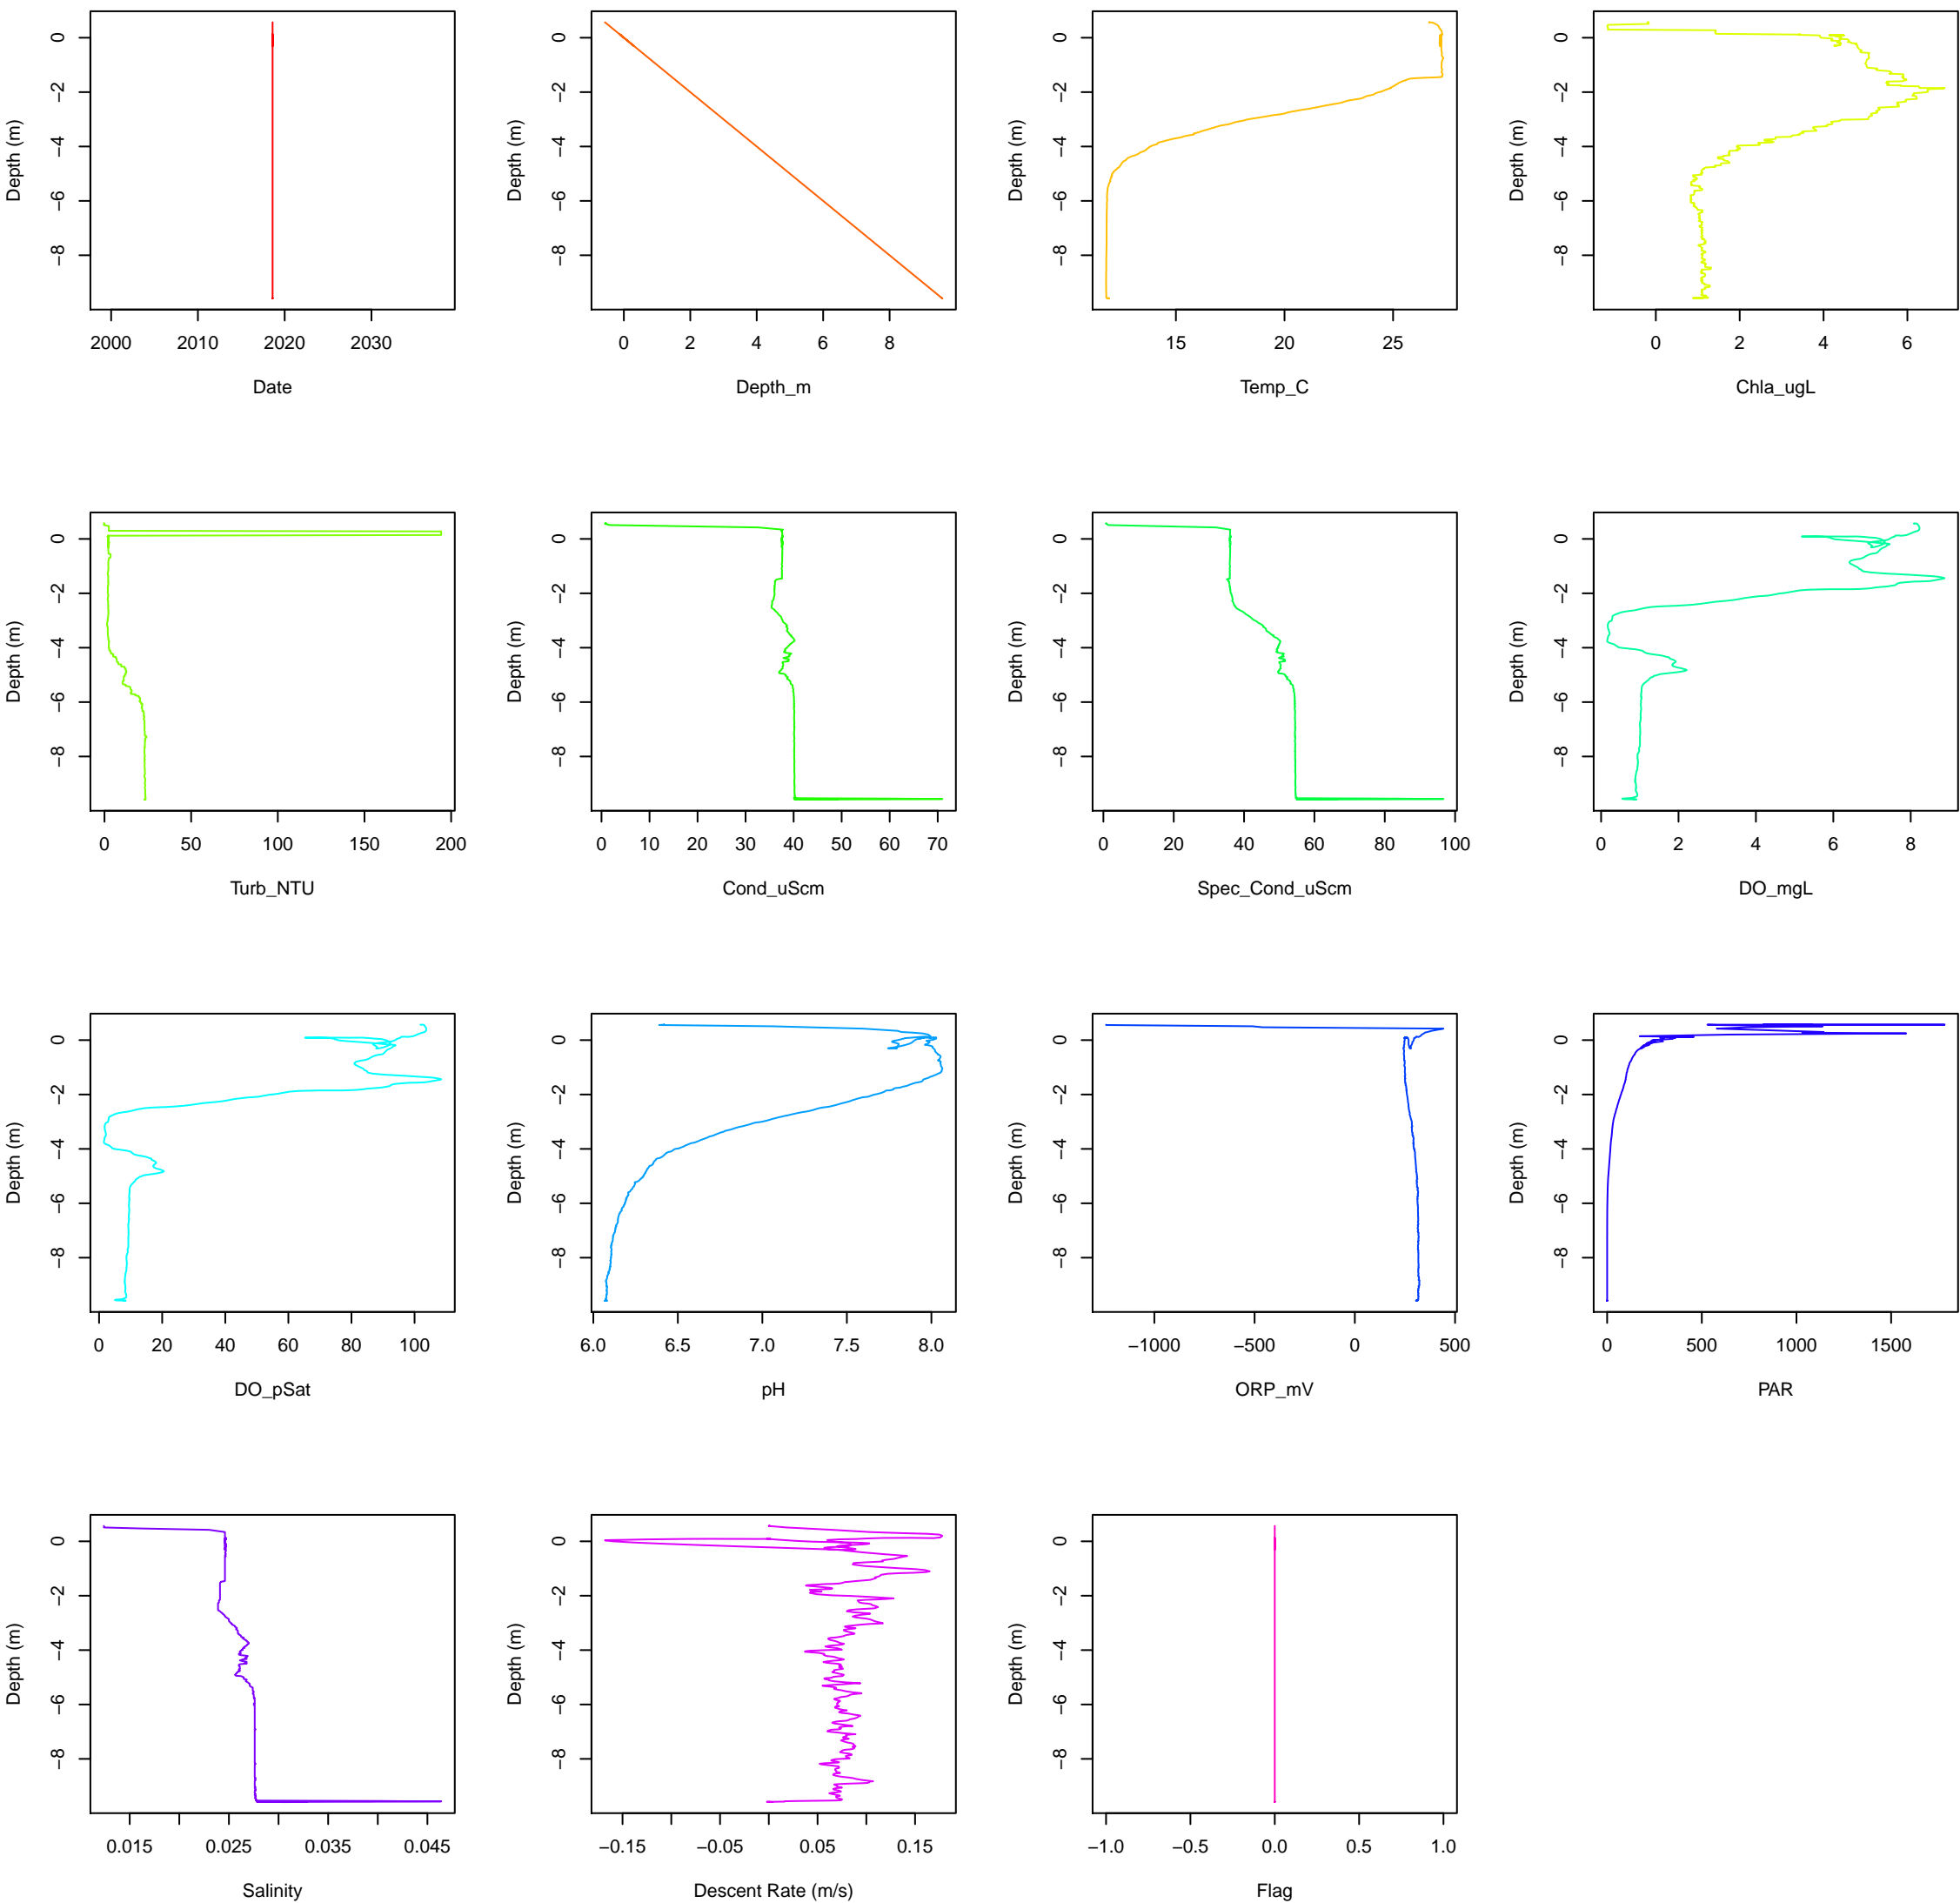 0
−2
−4
−6
−8
Depth (m)
2000 2010 2020 2030
Date
0
−2
−4
−6
−8
Depth (m)
0 2 4 6 8
Depth_m
0
−2
−4
−6
−8
Depth (m)
15 20 25
Temp_C
0
−2
−4
−6
−8
Depth (m)
0 2 4 6
Chla_ugL
0
−2
−4
−6
−8
Depth (m)
0 50 100 150 200
Turb_NTU
0
−2
−4
−6
−8
Depth (m)
0 10 20 30 40 50 60 70
Cond_uScm
0
−2
−4
−6
−8
Depth (m)
0 20 40 60 80 100
Spec_Cond_uScm
0
−2
−4
−6
−8
Depth (m)
0 2 4 6 8
DO_mgL
0
−2
−4
−6
−8
Depth (m)
0 20 40 60 80 100
DO_pSat
0
−2
−4
−6
−8
Depth (m)
6.0 6.5 7.0 7.5 8.0
pH
0
−2
−4
−6
−8
Depth (m)
−1000 −500 0 500
ORP_mV
0
−2
−4
−6
−8
Depth (m)
0 500 1000 1500
PAR
0
−2
−4
−6
−8
Depth (m)
0.015 0.025 0.035 0.045
Salinity
0
−2
−4
−6
−8
Depth (m)
−0.15 −0.05 0.05 0.15
Descent Rate (m/s)
0
−2
−4
−6
−8
Depth (m)
−1.0 −0.5 0.0 0.5 1.0
Flag